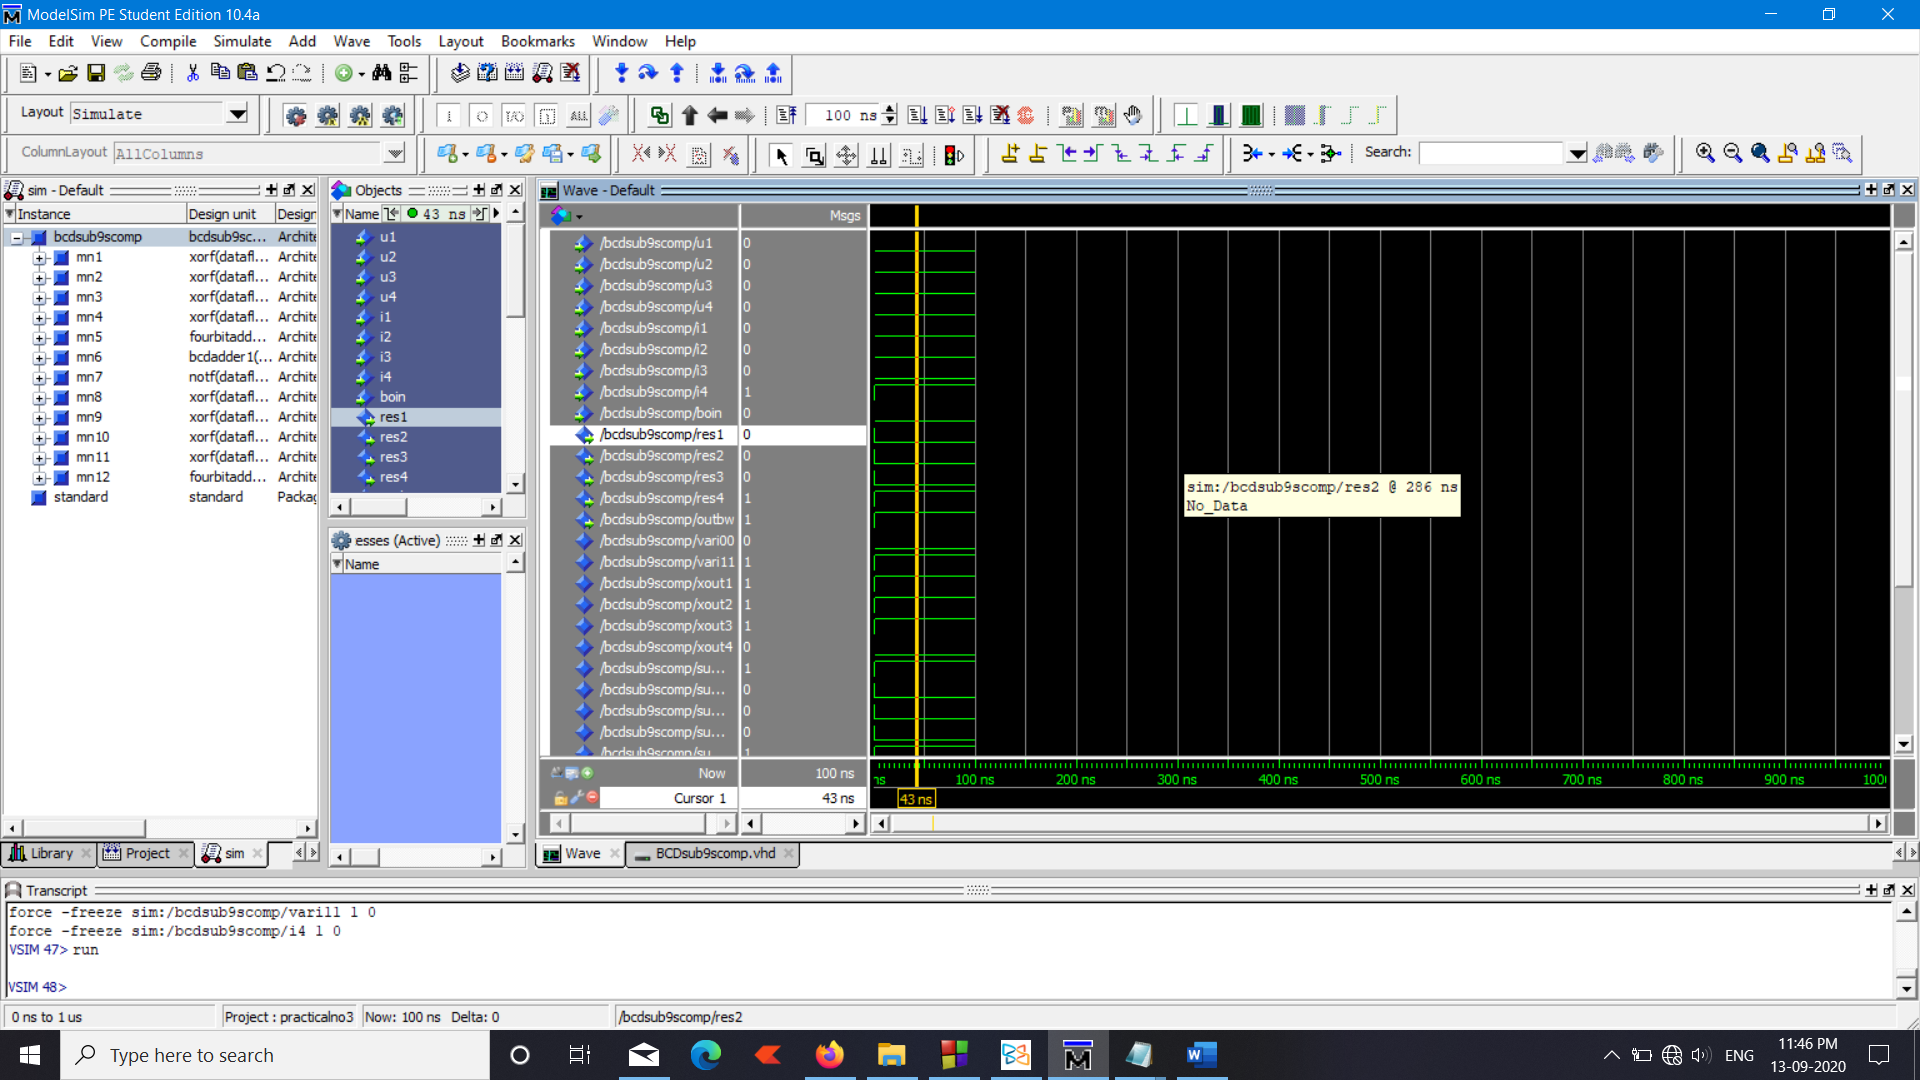 ModelSim PE Student Edition 10.4a
File Edit View Compile Simulate Add Wave Tools Layout Bookmarks Window Help
Layout Simulate
100 ns
ColumnLayout AllColumns
Search:
sim - Default
Instance Design unit Design
bcdsub9scomp bcdsub9sc... Archite
mn1 xorf(datafl... Archite
mn2 xorf(datafl... Archite
mn3 xorf(datafl... Archite
mn4 xorf(datafl... Archite
mn5 fourbitadd... Archite
mn6 bcdadder1(... Archite
mn7 notf(datafl... Archite
mn8 xorf(datafl... Archite
mn9 xorf(datafl... Archite
mn10 xorf(datafl... Archite
mn11 xorf(datafl... Archite
mn12 fourbitadd... Archite
standard standard Packag
Library Project sim
Objects
Name 43 ns
u1
u2
u3
u4
i1
i2
i3
i4
boin
res1
res2
res3
res4
esses (Active)
Name
Wave - Default
Msgs
/bcdsub9scomp/u1 0
/bcdsub9scomp/u2 0
/bcdsub9scomp/u3 0
/bcdsub9scomp/u4 0
/bcdsub9scomp/i1 0
/bcdsub9scomp/i2 0
/bcdsub9scomp/i3 0
/bcdsub9scomp/i4 1
/bcdsub9scomp/boin 0
/bcdsub9scomp/res1 0
/bcdsub9scomp/res2 0
/bcdsub9scomp/res3 0
/bcdsub9scomp/res4 1
/bcdsub9scomp/outbw 1
/bcdsub9scomp/vari00 0
/bcdsub9scomp/vari11 1
/bcdsub9scomp/xout1 1
/bcdsub9scomp/xout2 1
/bcdsub9scomp/xout3 1
/bcdsub9scomp/xout4 0
/bcdsub9scomp/su... 1
/bcdsub9scomp/su... 0
/bcdsub9scomp/su... 0
/bcdsub9scomp/su... 0
/bcdsub9scomp/su 1
sim:/bcdsub9scomp/res2 @ 286 ns
No_Data
Now 100 ns
Cursor 1 43 ns
ns 100 ns 200 ns 300 ns 400 ns 500 ns 600 ns 700 ns 800 ns 900 ns 100
43 ns
Wave BCDsub9scomp.vhd
Transcript
force -freeze sim:/bcdsub9scomp/vari11 1 0
force -freeze sim:/bcdsub9scomp/i4 1 0
VSIM 47> run
VSIM 48>
0 ns to 1 us Project : practicalno3 Now: 100 ns Delta: 0 /bcdsub9scomp/res2
Type here to search
ENG
11:46 PM
13-09-2020